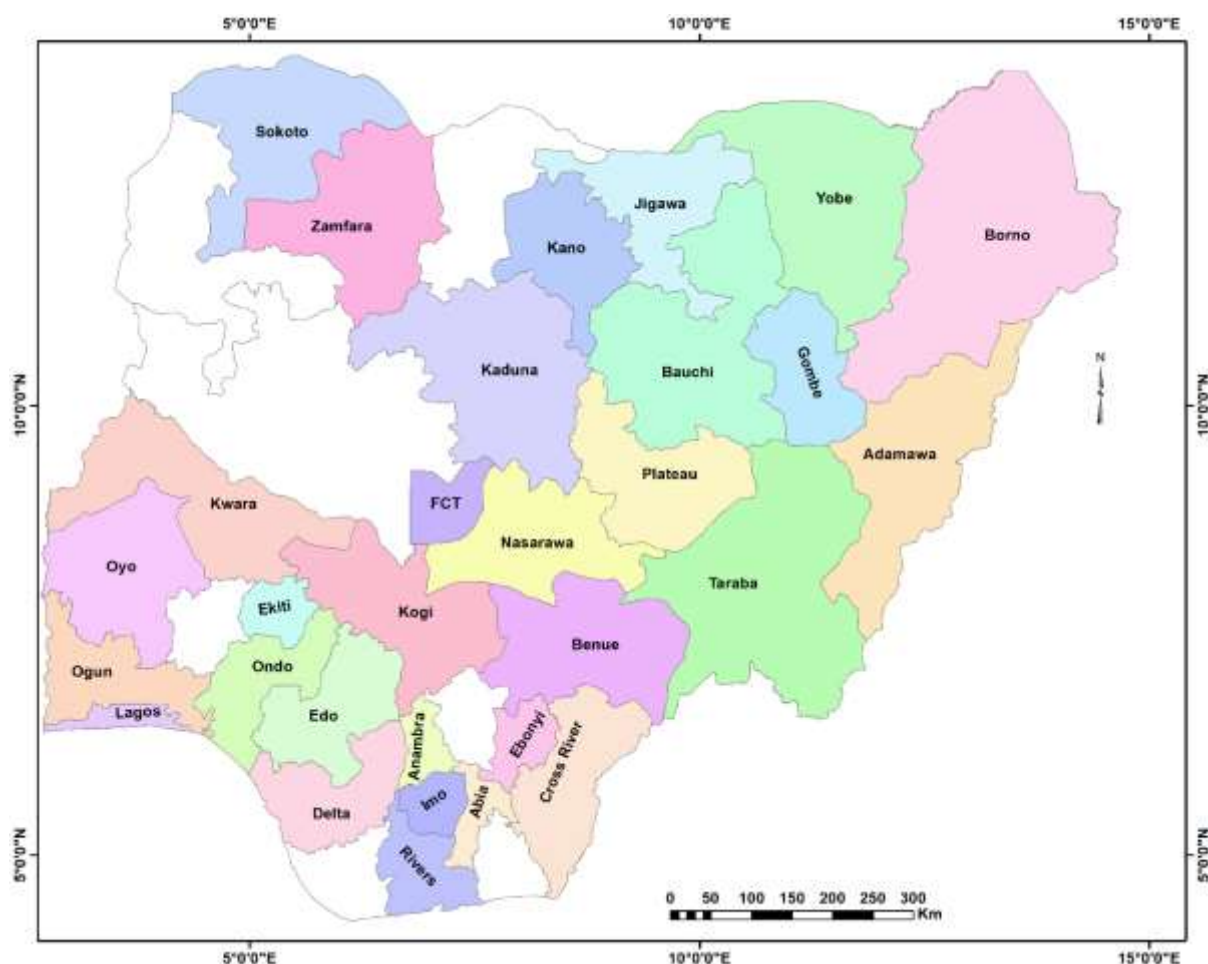 5°0'0"E 10°0'0"E 15°0'0"E
Sokoto
Yobe
Jigawa
Zamfara
Borno
Kano
N
Gombe
Kaduna
Bauchi
10°0'0"N 10°0'0"N
Adamawa
Plateau
Kwara
FCT
Nasarawa
Oyo
Taraba
Ekiti
Kogi
Benue
Ondo
Ogun
Lagos
Edo
Ebonyi
Anambra
Cross River
Imo
Abia
Delta
5°0'0"N 5°0'0"N
Rivers
0 50 100 150 200 250 300
Km
5°0'0"E 10°0'0"E 15°0'0"E